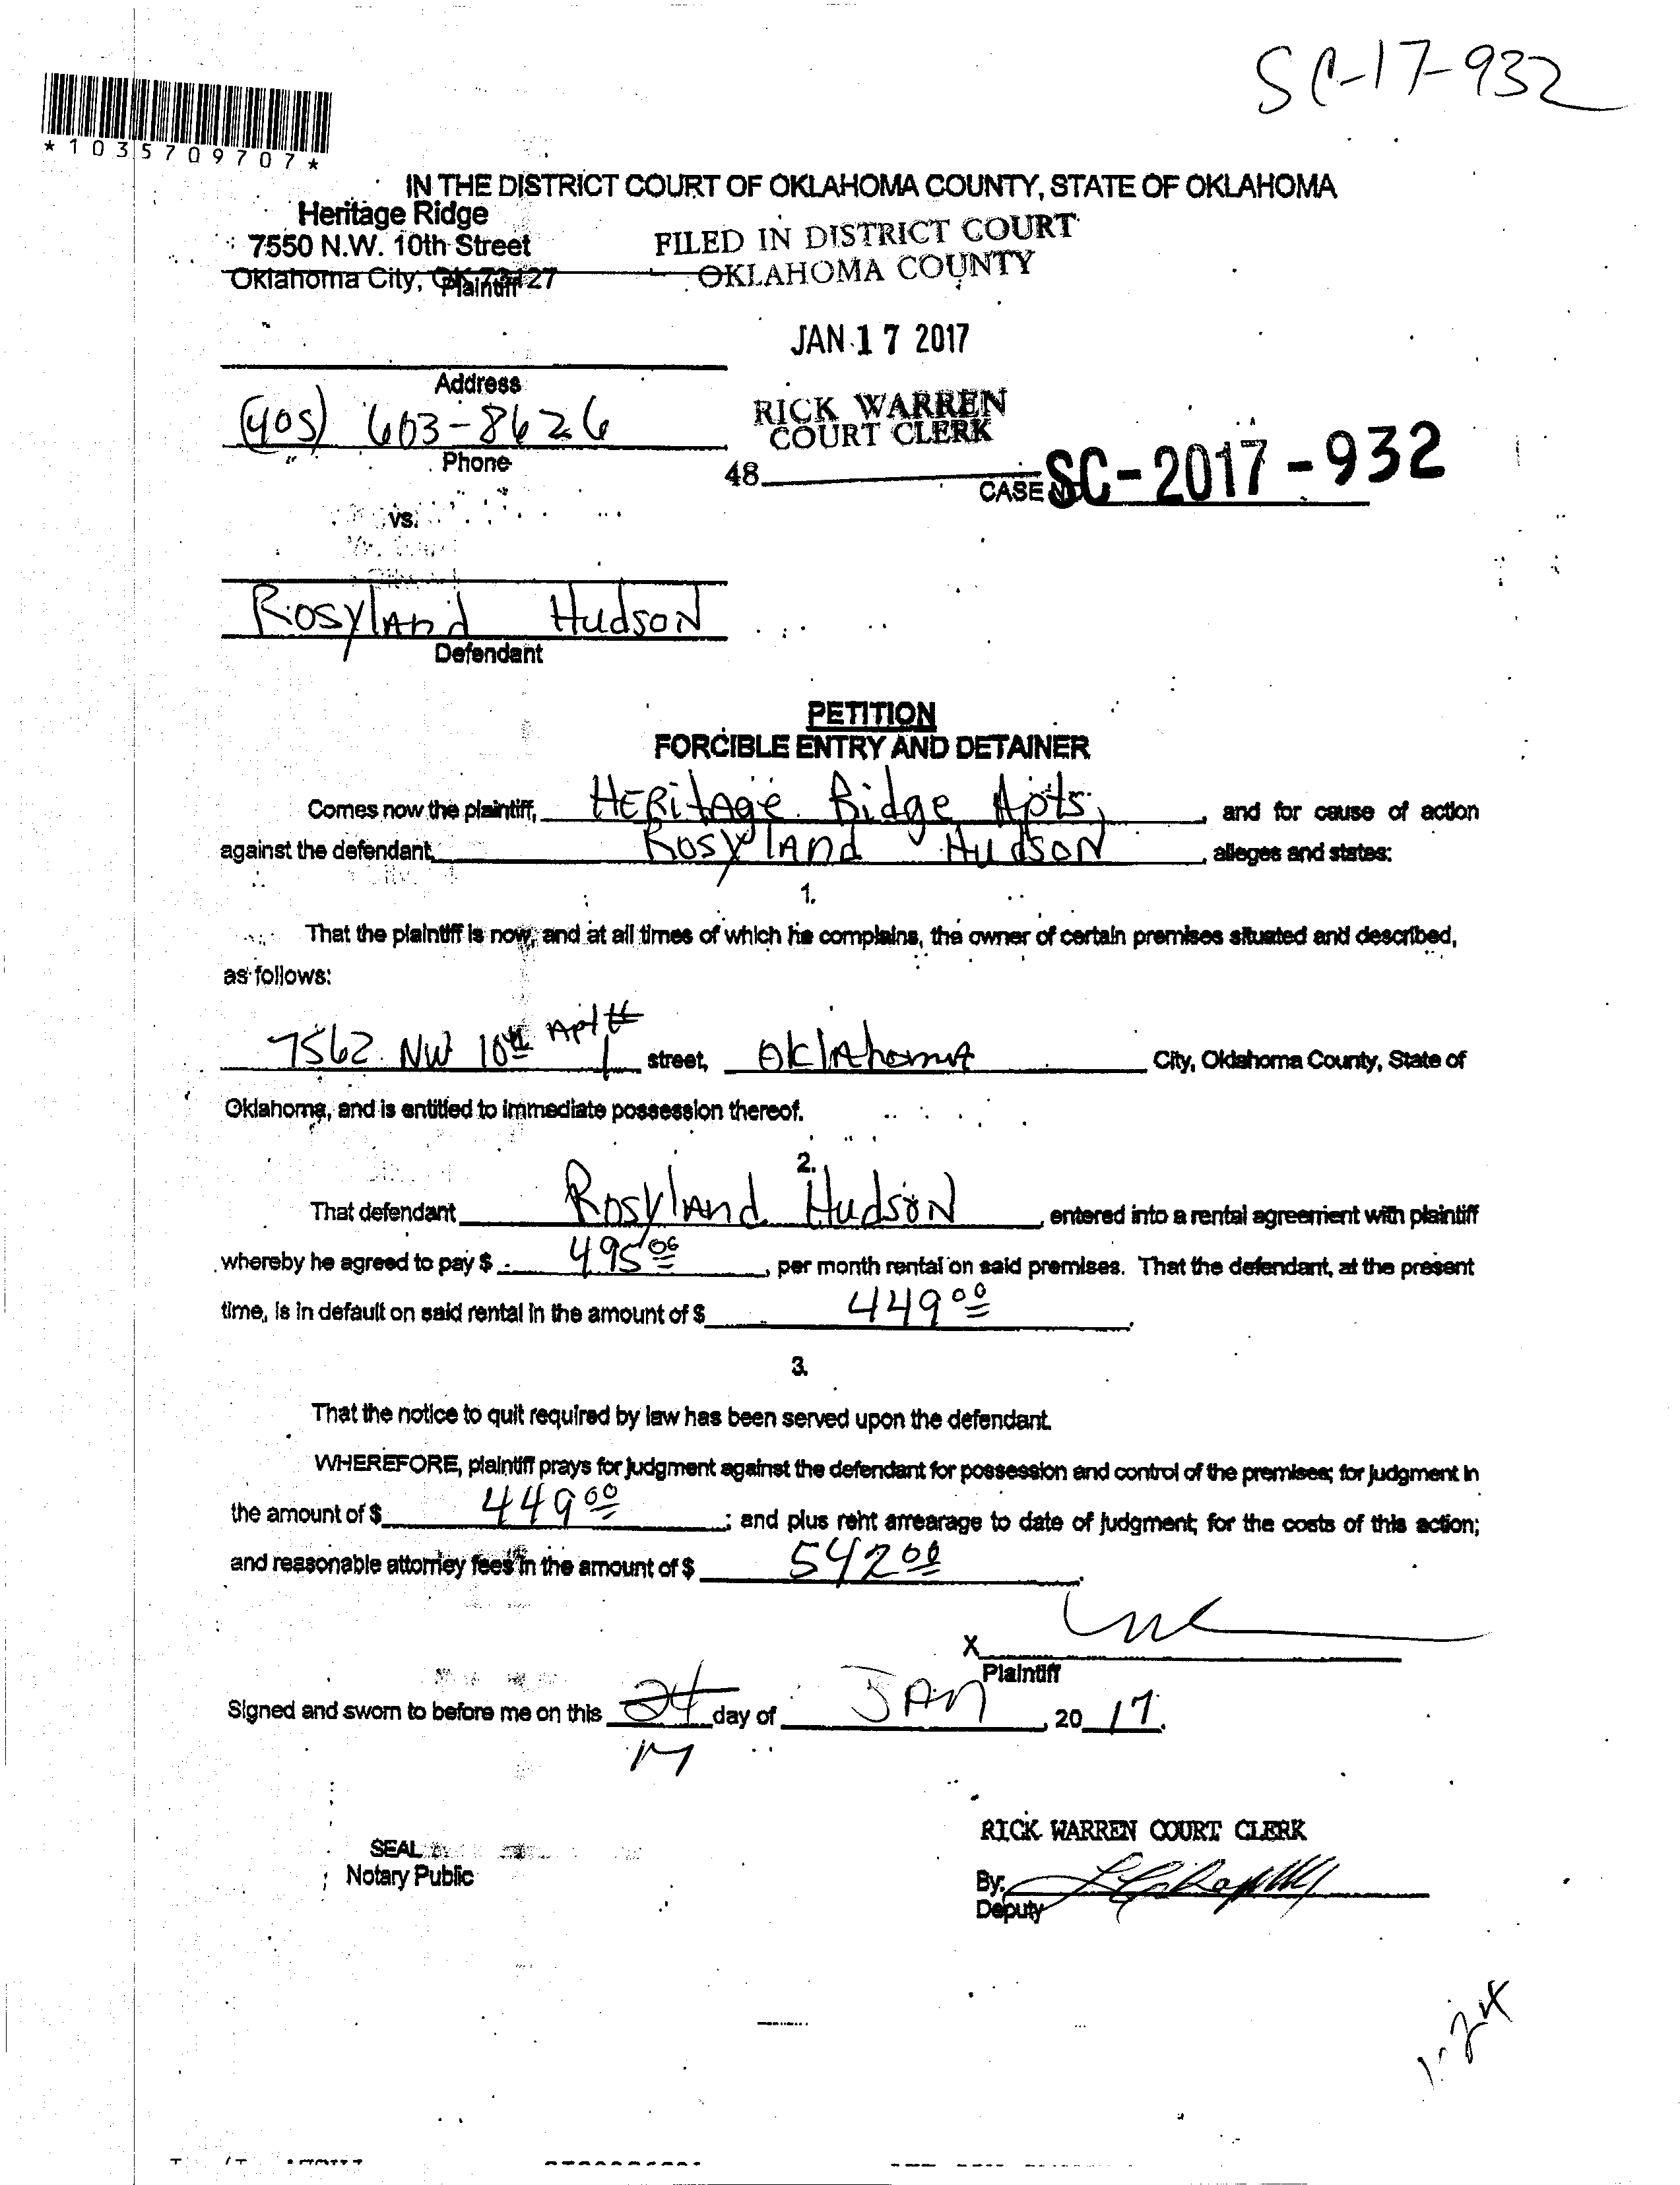 SC-17-932
*1035709707*
IN THE DISTRICT COURT OF OKLAHOMA COUNTY, STATE OF OKLAHOMA
Heritage Ridge
7550 N.W. 10th Street
Oklahoma City, OK 73127
Plaintiff
FILED IN DISTRICT COURT
OKLAHOMA COUNTY
JAN 17 2017
RICK WARREN
COURT CLERK
Address
(405) 603-8626
Phone
48
CASE NO SC-2017-932
vs.
Rosyland Hudson
Defendant
PETITION
FORCIBLE ENTRY AND DETAINER
Comes now the plaintiff, HERitAge Ridge Apts, , and for cause of action
against the defendant, Rosyland Hudson , alleges and states:
1.
That the plaintiff is now, and at all times of which he complains, the owner of certain premises situated and described,
as follows:
7562 NW 10th Apt # 1 street, Oklahoma City, Oklahoma County, State of
Oklahoma, and is entitled to immediate possession thereof.
2.
That defendant Rosyland Hudson , entered into a rental agreement with plaintiff
whereby he agreed to pay $ 495 00 , per month rental on said premises. That the defendant, at the present
time, is in default on said rental in the amount of $ 449 00 .
3.
That the notice to quit required by law has been served upon the defendant.
WHEREFORE, plaintiff prays for judgment against the defendant for possession and control of the premises; for judgment in
the amount of $ 449 00 ; and plus rent arrearage to date of judgment; for the costs of this action;
and reasonable attorney fees in the amount of $ 542 00 .
X
Plaintiff
Signed and sworn to before me on this 24 day of JAN , 20 17.
17
SEAL
Notary Public
RICK WARREN COURT CLERK
By:
Deputy
1-24